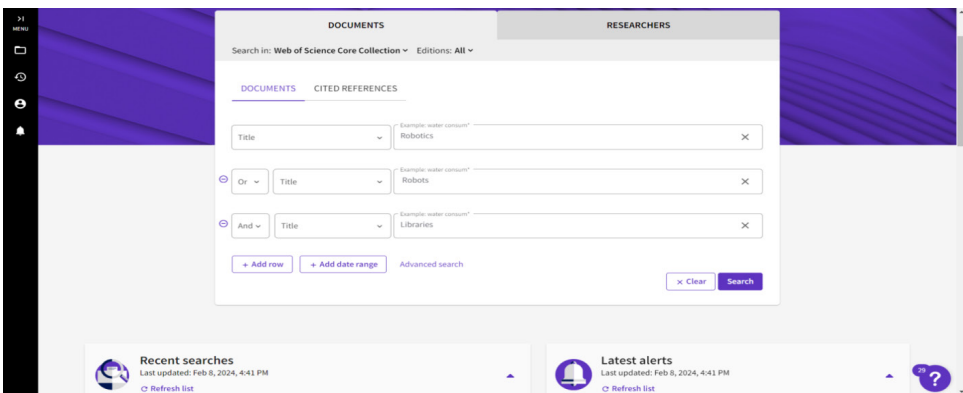 MENU
DOCUMENTS RESEARCHERS
Search in: Web of Science Core Collection Editions: All
DOCUMENTS CITED REFERENCES
Example: water consum*
Title Robotics
Example: water consum*
Or Title Robots
Example: water consum*
And Title Libraries
+ Add row + Add date range Advanced search
× Clear Search
Recent searches Latest alerts
Last updated: Feb 8, 2024, 4:41 PM Last updated: Feb 8, 2024, 4:41 PM
Refresh list Refresh list
29 ?